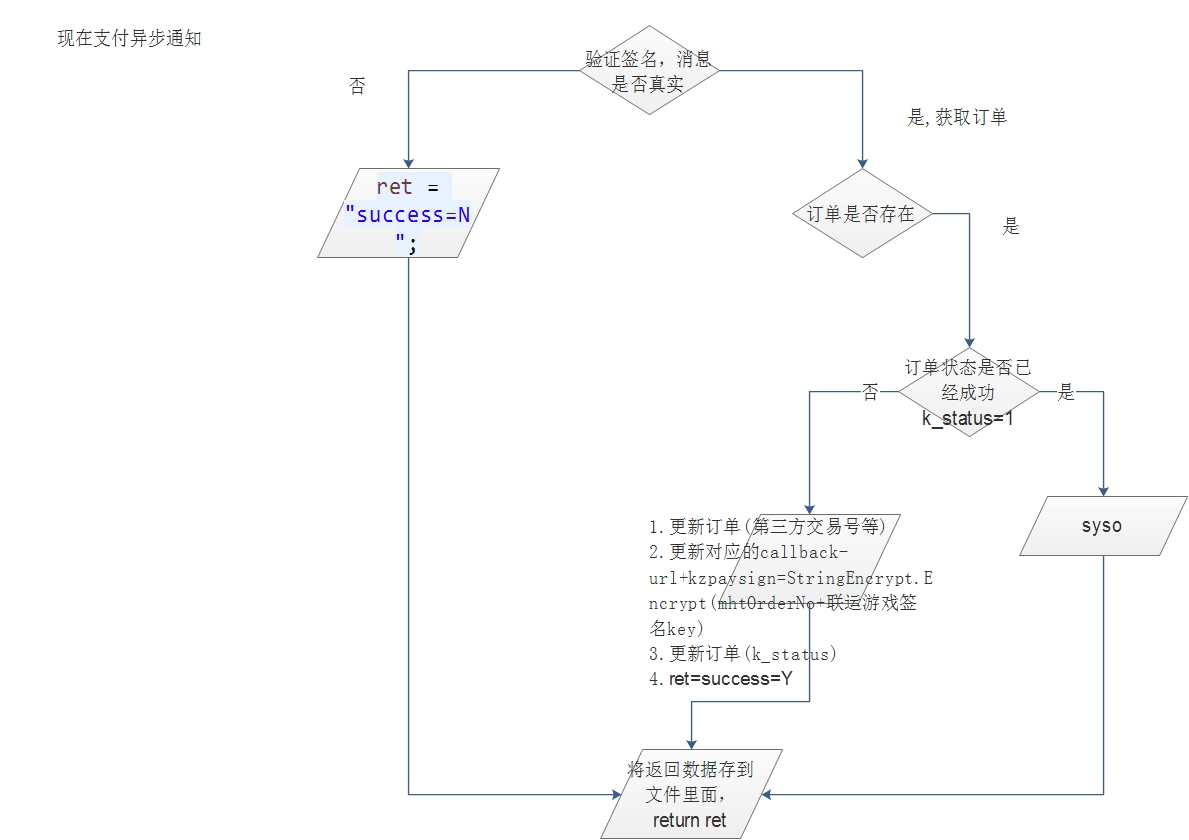 现在支付异步通知
验证签名，消息
是否真实
否
是,获取订单
ret =
"success=N
";
订单是否存在
是
订单状态是否已
经成功
k_status=1
否
是
1.更新订单(第三方交易号等)
2.更新对应的callback-
url+kzpaysign=StringEncrypt.E
ncrypt(mhtOrderNo+联运游戏签
名key)
3.更新订单(k_status)
4.ret=success=Y
syso
将返回数据存到
文件里面，
return ret